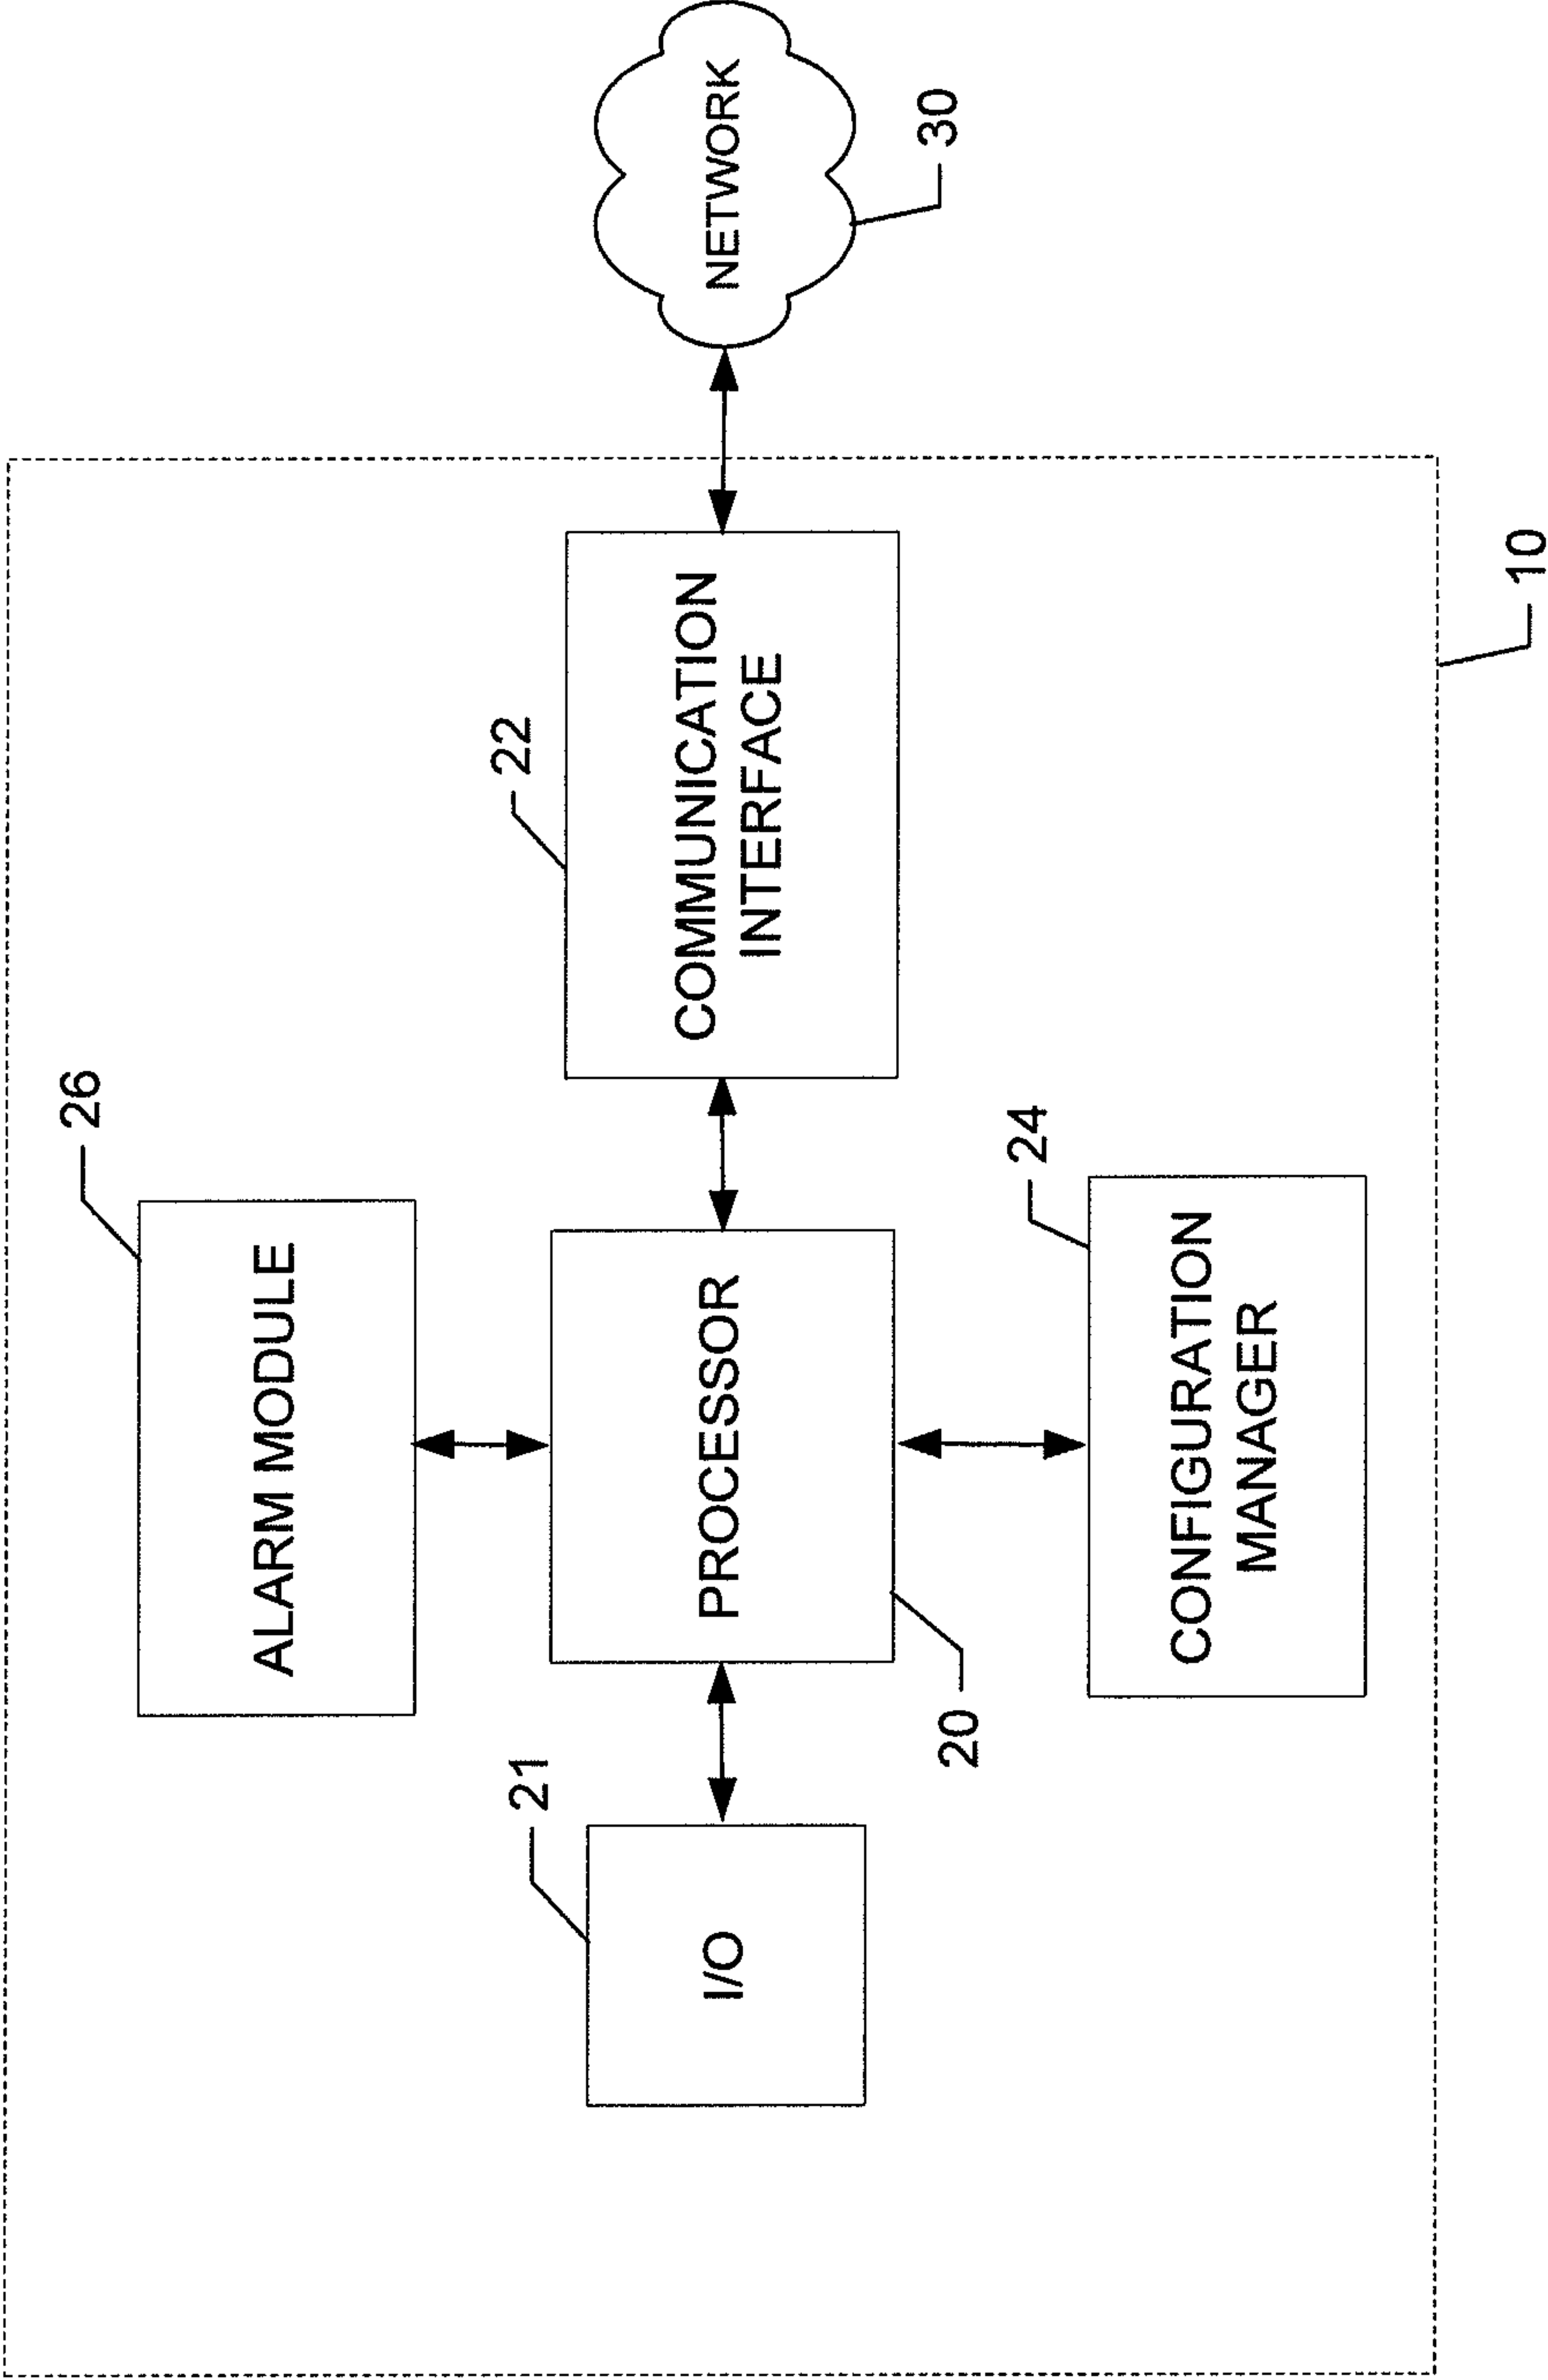 26
ALARM MODULE
21
I/O
PROCESSOR
20
22
COMMUNICATION
INTERFACE
NETWORK
30
24
CONFIGURATION
MANAGER
10